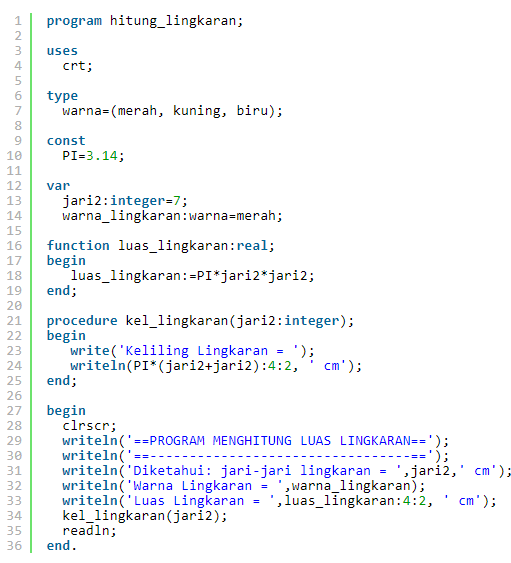 1 program hitung_lingkaran;
2
3 uses
4   crt;
5
6 type
7   warna=(merah, kuning, biru);
8
9 const
10   PI=3.14;
11
12 var
13   jari2:integer=7;
14   warna_lingkaran:warna=merah;
15
16 function luas_lingkaran:real;
17 begin
18    luas_lingkaran:=PI*jari2*jari2;
19 end;
20
21 procedure kel_lingkaran(jari2:integer);
22 begin
23    write('Keliling Lingkaran = ');
24    writeln(PI*(jari2+jari2):4:2, ' cm');
25 end;
26
27 begin
28   clrscr;
29   writeln('==PROGRAM MENGHITUNG LUAS LINGKARAN==');
30   writeln('==---------------------------------==');
31   writeln('Diketahui: jari-jari lingkaran = ',jari2,' cm');
32   writeln('Warna Lingkaran = ',warna_lingkaran);
33   writeln('Luas Lingkaran = ',luas_lingkaran:4:2, ' cm');
34   kel_lingkaran(jari2);
35   readln;
36 end.